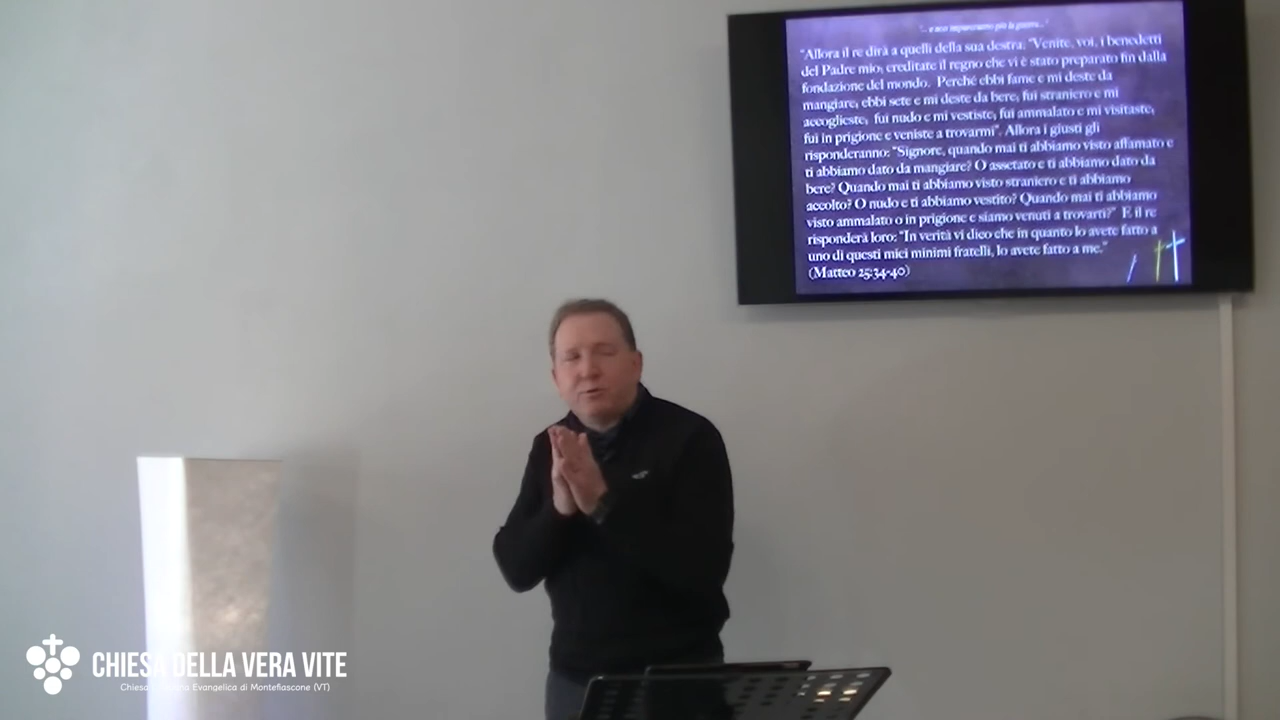 "... e non impareranno più la guerra..."
"Allora il re dirà a quelli della sua destra: "Venite, voi, i benedetti
del Padre mio; ereditate il regno che vi è stato preparato fin dalla
fondazione del mondo. Perché ebbi fame e mi deste da
mangiare; ebbi sete e mi deste da bere; fui straniero e mi
accoglieste; fui nudo e mi vestiste; fui ammalato e mi visitaste;
fui in prigione e veniste a trovarmi". Allora i giusti gli
risponderanno: "Signore, quando mai ti abbiamo visto affamato e
ti abbiamo dato da mangiare? O assetato e ti abbiamo dato da
bere? Quando mai ti abbiamo visto straniero e ti abbiamo
accolto? O nudo e ti abbiamo vestito? Quando mai ti abbiamo
visto ammalato o in prigione e siamo venuti a trovarti?" E il re
risponderà loro: "In verità vi dico che in quanto lo avete fatto a
uno di questi miei minimi fratelli, lo avete fatto a me."
(Matteo 25:34-40)
CHIESA DELLA VERA VITE
Chiesa Evangelica di Montefiascone (VT)